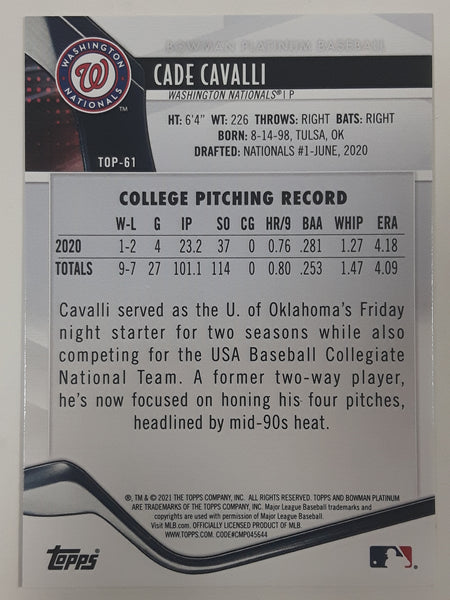 BOWMAN PLATINUM BASEBALL
WASHINGTON
W
NATIONALS
TM
CADE CAVALLI
WASHINGTON NATIONALS® | P
HT: 6'4" WT: 226 THROWS: RIGHT BATS: RIGHT
BORN: 8-14-98, TULSA, OK
DRAFTED: NATIONALS #1-JUNE, 2020
TOP-61
COLLEGE PITCHING RECORD
W-L G IP SO CG HR/9 BAA WHIP ERA
2020 1-2 4 23.2 37 0 0.76 .281 1.27 4.18
TOTALS 9-7 27 101.1 114 0 0.80 .253 1.47 4.09
Cavalli served as the U. of Oklahoma's Friday
night starter for two seasons while also
competing for the USA Baseball Collegiate
National Team. A former two-way player,
he's now focused on honing his four pitches,
headlined by mid-90s heat.
®, TM & © 2021 THE TOPPS COMPANY, INC. ALL RIGHTS RESERVED. TOPPS AND BOWMAN PLATINUM
ARE TRADEMARKS OF THE TOPPS COMPANY, INC. Major League Baseball trademarks and
copyrights are used with permission of Major League Baseball.
Visit MLB.com. OFFICIALLY LICENSED PRODUCT OF MLB.
WWW.TOPPS.COM. CODE#CMP045644
topps